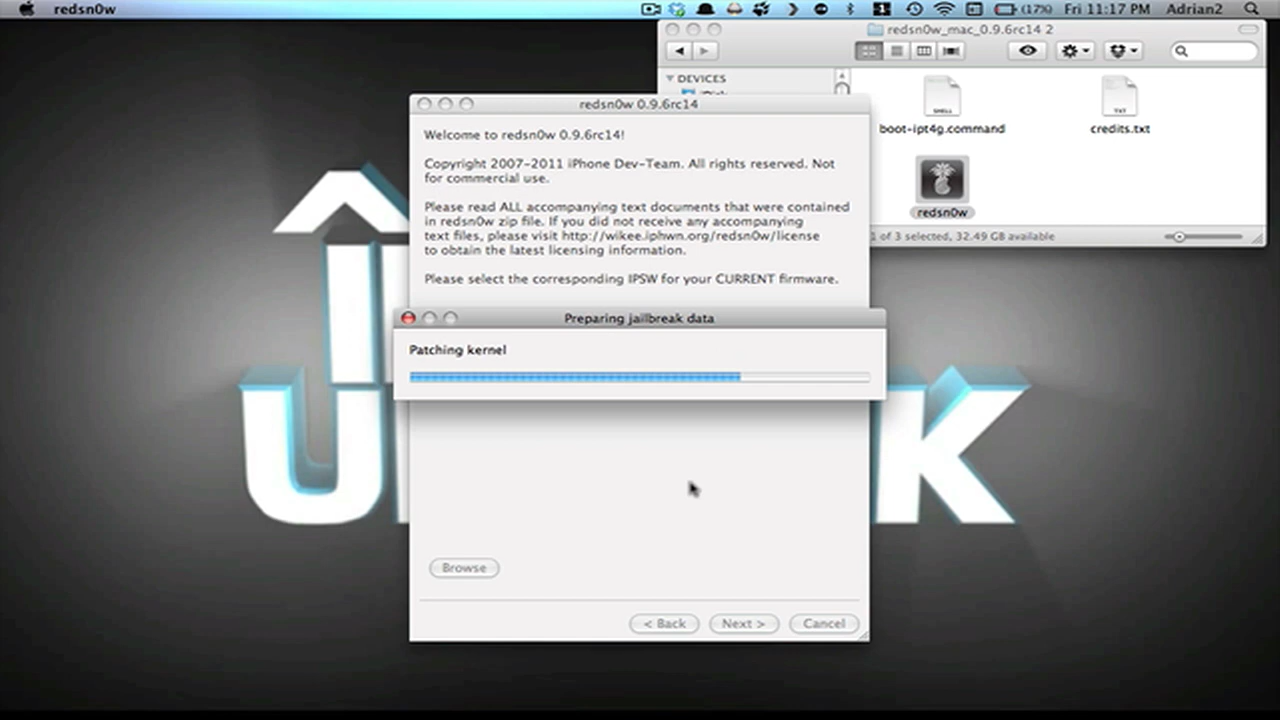 redsn0w
(17%) Fri 11:17 PM Adrian2
redsn0w_mac_0.9.6rc14 2
DEVICES
boot-ipt4g.command
credits.txt
SHELL
TXT
redsn0w
1 of 3 selected, 32.49 GB available
redsn0w 0.9.6rc14
Welcome to redsn0w 0.9.6rc14!
Copyright 2007-2011 iPhone Dev-Team. All rights reserved. Not
for commercial use.
Please read ALL accompanying text documents that were contained
in redsn0w zip file. If you did not receive any accompanying
text files, please visit http://wikee.iphwn.org/redsn0w/license
to obtain the latest licensing information.
Please select the corresponding IPSW for your CURRENT firmware.
Preparing jailbreak data
Patching kernel
Browse
< Back Next > Cancel
U
K